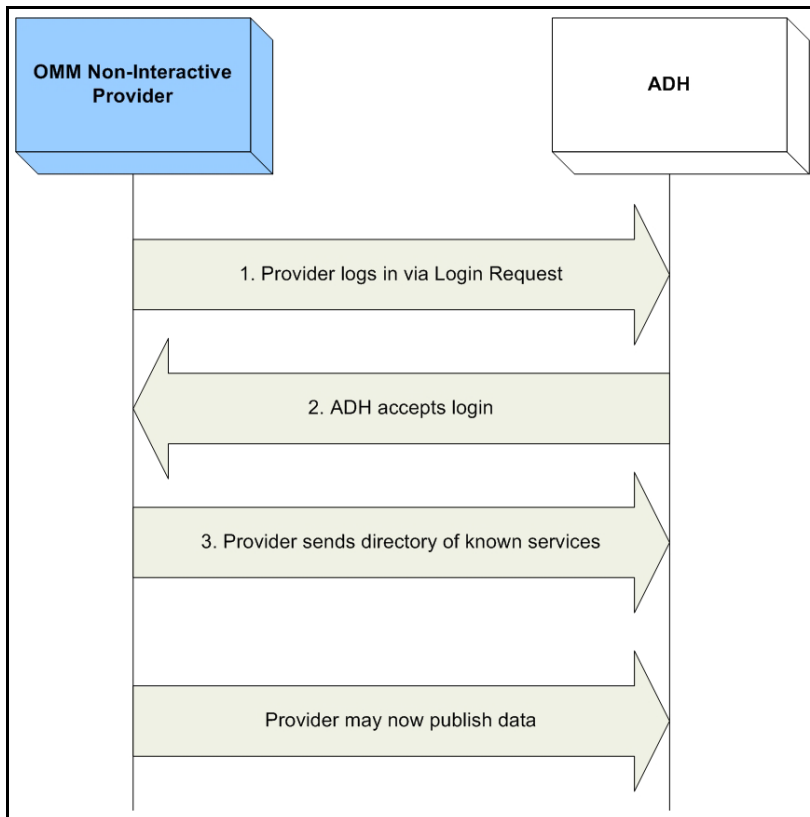 OMM Non-Interactive
Provider
ADH
1. Provider logs in via Login Request
2. ADH accepts login
3. Provider sends directory of known services
Provider may now publish data